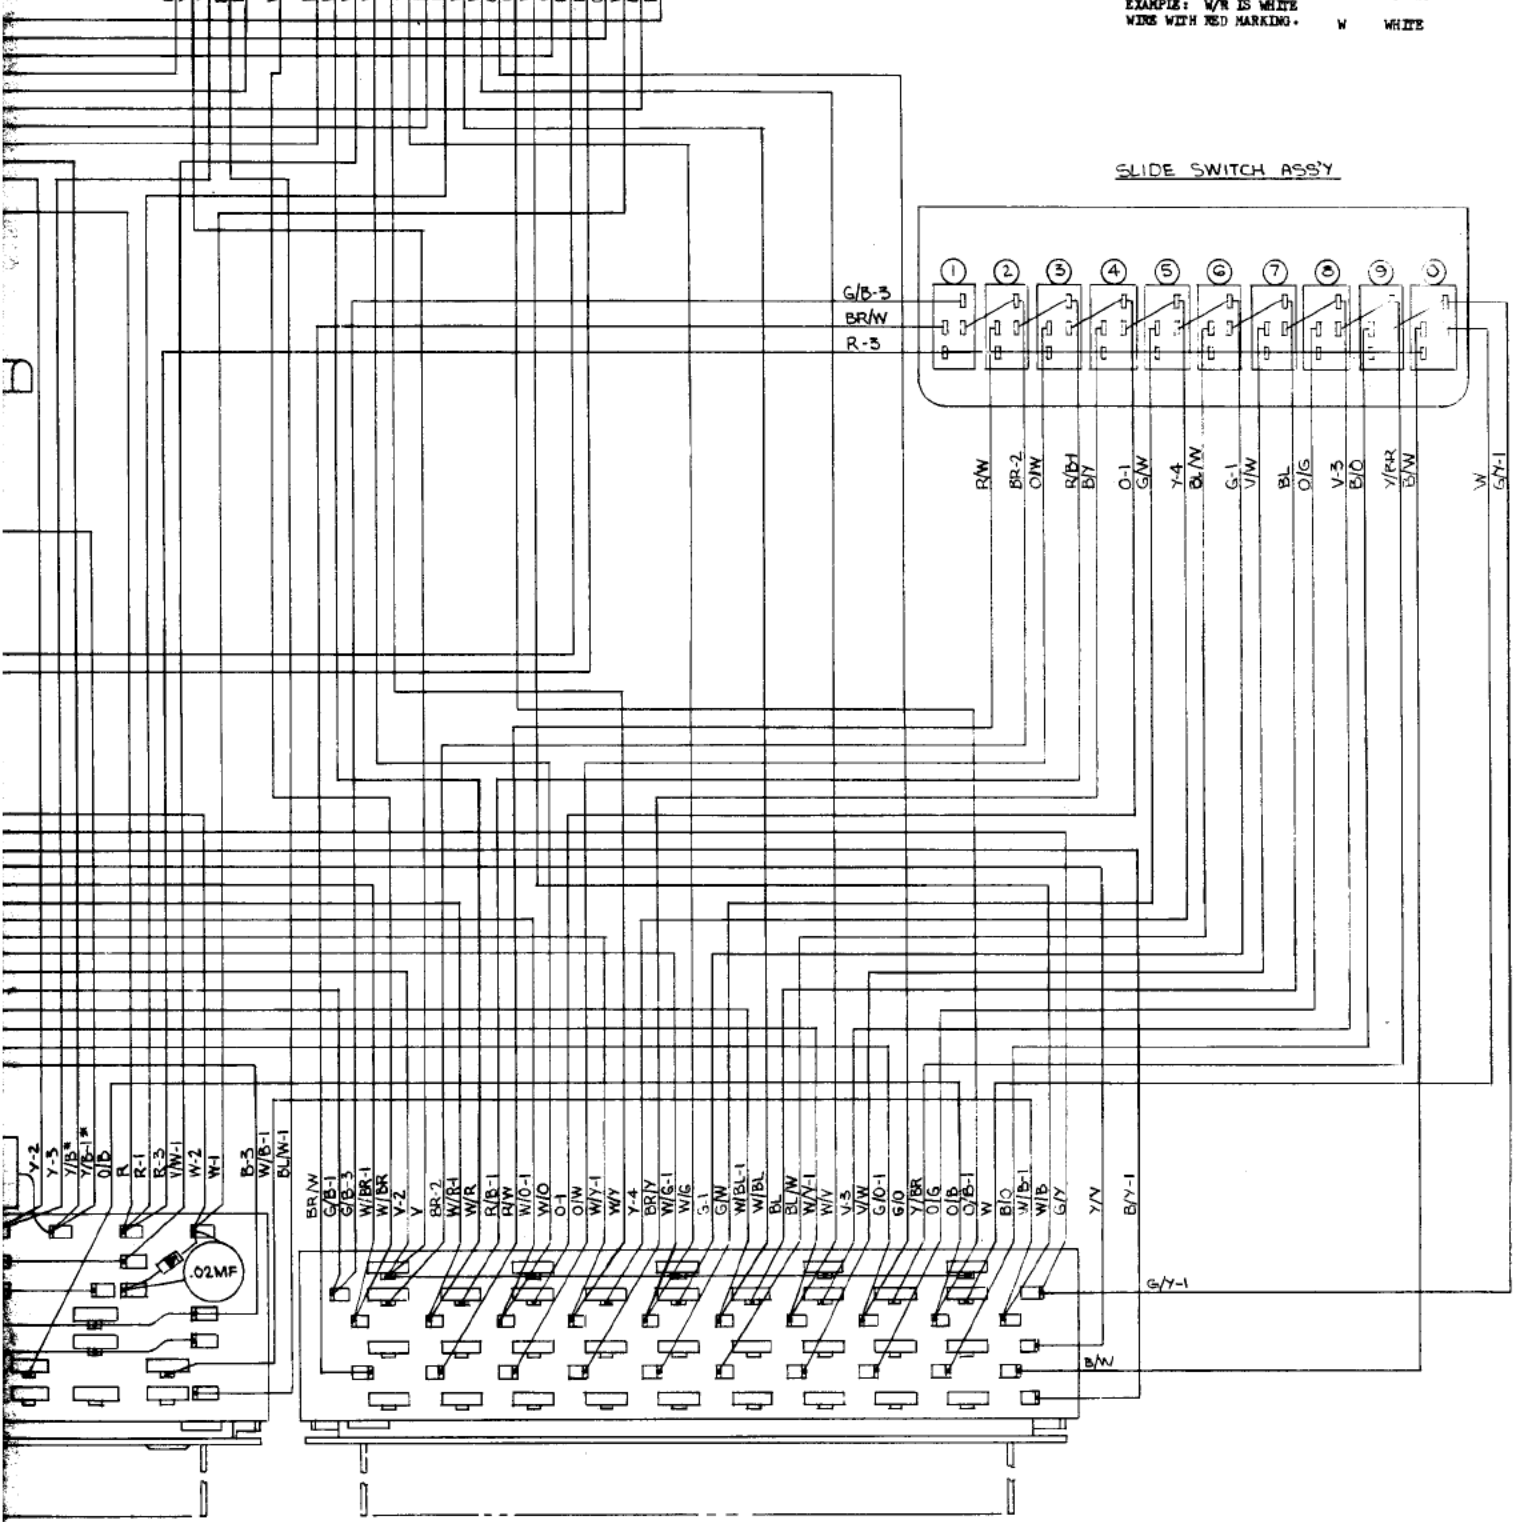 EXAMPLE: W/R IS WHITE
WIRE WITH RED MARKING.
W WHITE
SLIDE SWITCH ASS'Y
1 2 3 4 5 6 7 8 9 0
G/B-3
BR/W
R-3
R/W
BR-2
O/W
R/B-1
B/Y
O-1
G/W
Y-4
BL/W
G-1
V/W
BL
O/G
V-3
B/O
Y/BR
B/W
W
G/Y-1
Y-2
Y-3
Y/B*
Y/B-1*
O/B
R
R-1
R-3
V/W-1
W-2
W-1
B-3
W/B-1
BL/W-1
BR/W
G/B-1
G/B-3
W/BR-1
W/BR
V-2
V
BR-2
W/R-1
W/R
R/B-1
R/W
W/O-1
W/O
O-1
O/W
W/Y-1
W/Y
Y-4
BR/Y
W/G-1
W/G
G-1
G/W
W/BL-1
W/BL
BL
BL/W
W/V-1
W/V
V-3
V/W
G/O-1
G/O
Y/BR
O/G
O/B
O/B-1
W
B/O
W/B-1
W/B
G/Y
Y/V
B/Y-1
.02MF
G/Y-1
B/W